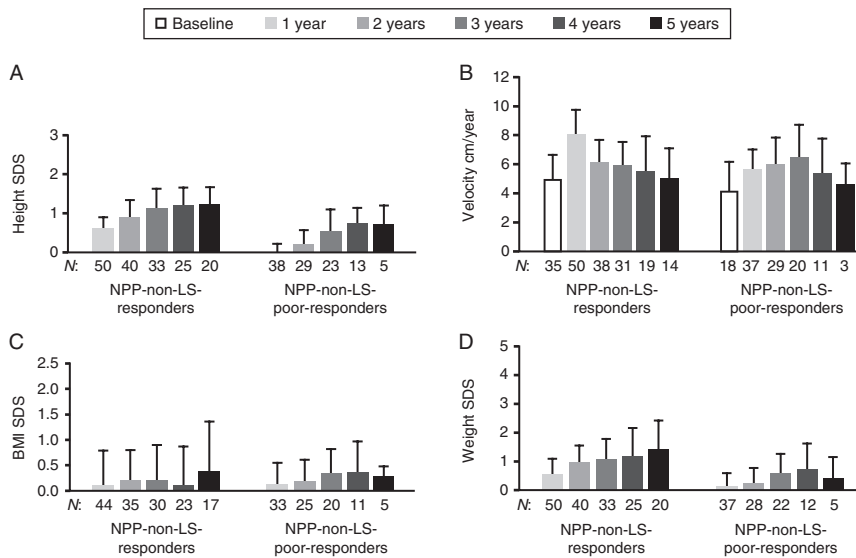 Baseline 1 year 2 years 3 years 4 years 5 years
A
Height SDS
3
2
1
0
N: 50 40 33 25 20 38 29 23 13 5
NPP-non-LS- NPP-non-LS-
responders poor-responders
B
Velocity cm/year
12
10
8
6
4
2
0
N: 35 50 38 31 19 14 18 37 29 20 11 3
NPP-non-LS- NPP-non-LS-
responders poor-responders
C
BMI SDS
2.5
2.0
1.5
1.0
0.5
0.0
N: 44 35 30 23 17 33 25 20 11 5
NPP-non-LS- NPP-non-LS-
responders poor-responders
D
Weight SDS
5
4
3
2
1
0
N: 50 40 33 25 20 37 28 22 12 5
NPP-non-LS- NPP-non-LS-
responders poor-responders